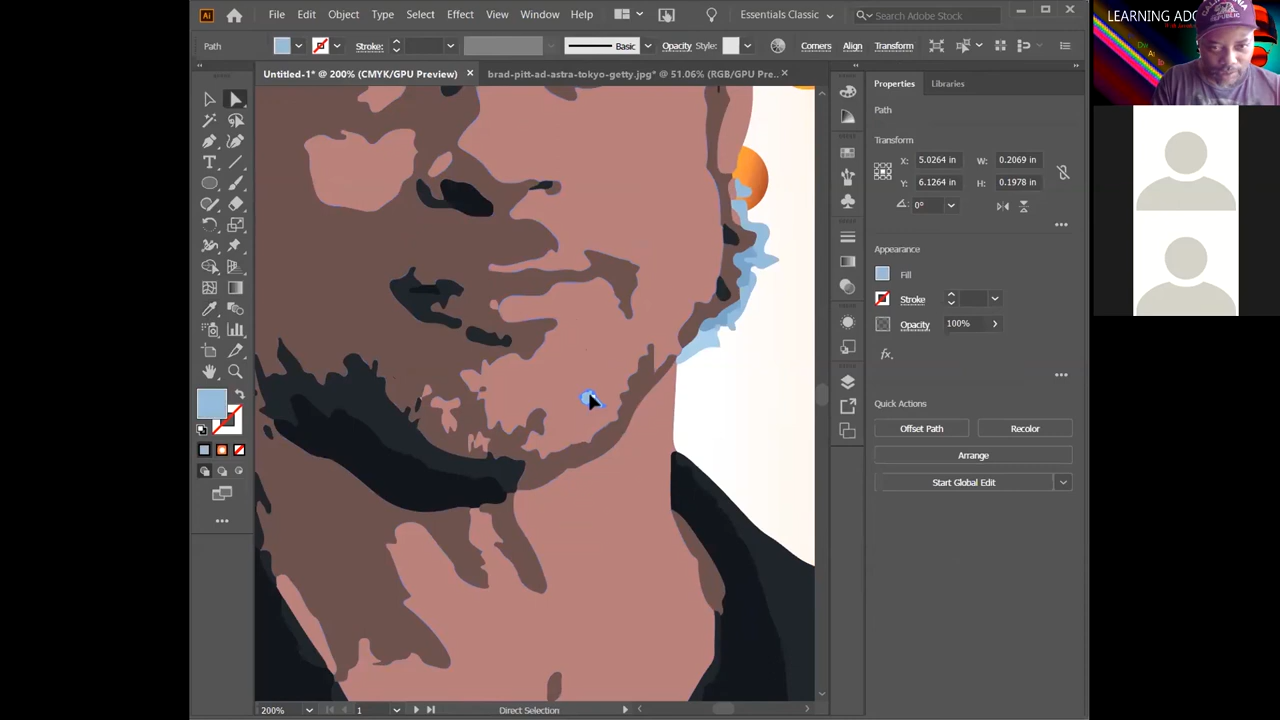 Ai File Edit Object Type Select Effect View Window Help Essentials Classic Search Adobe Stock
LEARNING ADO
Path Stroke: Basic Opacity Style: Corners Align Transform
Untitled-1* @ 200% (CMYK/GPU Preview) × brad-pitt-ad-astra-tokyo-getty.jpg* @ 51.06% (RGB/GPU Pre... ×
Properties Libraries
Path
Transform
X: 5.0264 in W: 0.2069 in
Y: 6.1264 in H: 0.1978 in
0°
Appearance
Fill
Stroke
Opacity 100%
fx.
Quick Actions
Offset Path Recolor
Arrange
Start Global Edit
200% 1 Direct Selection